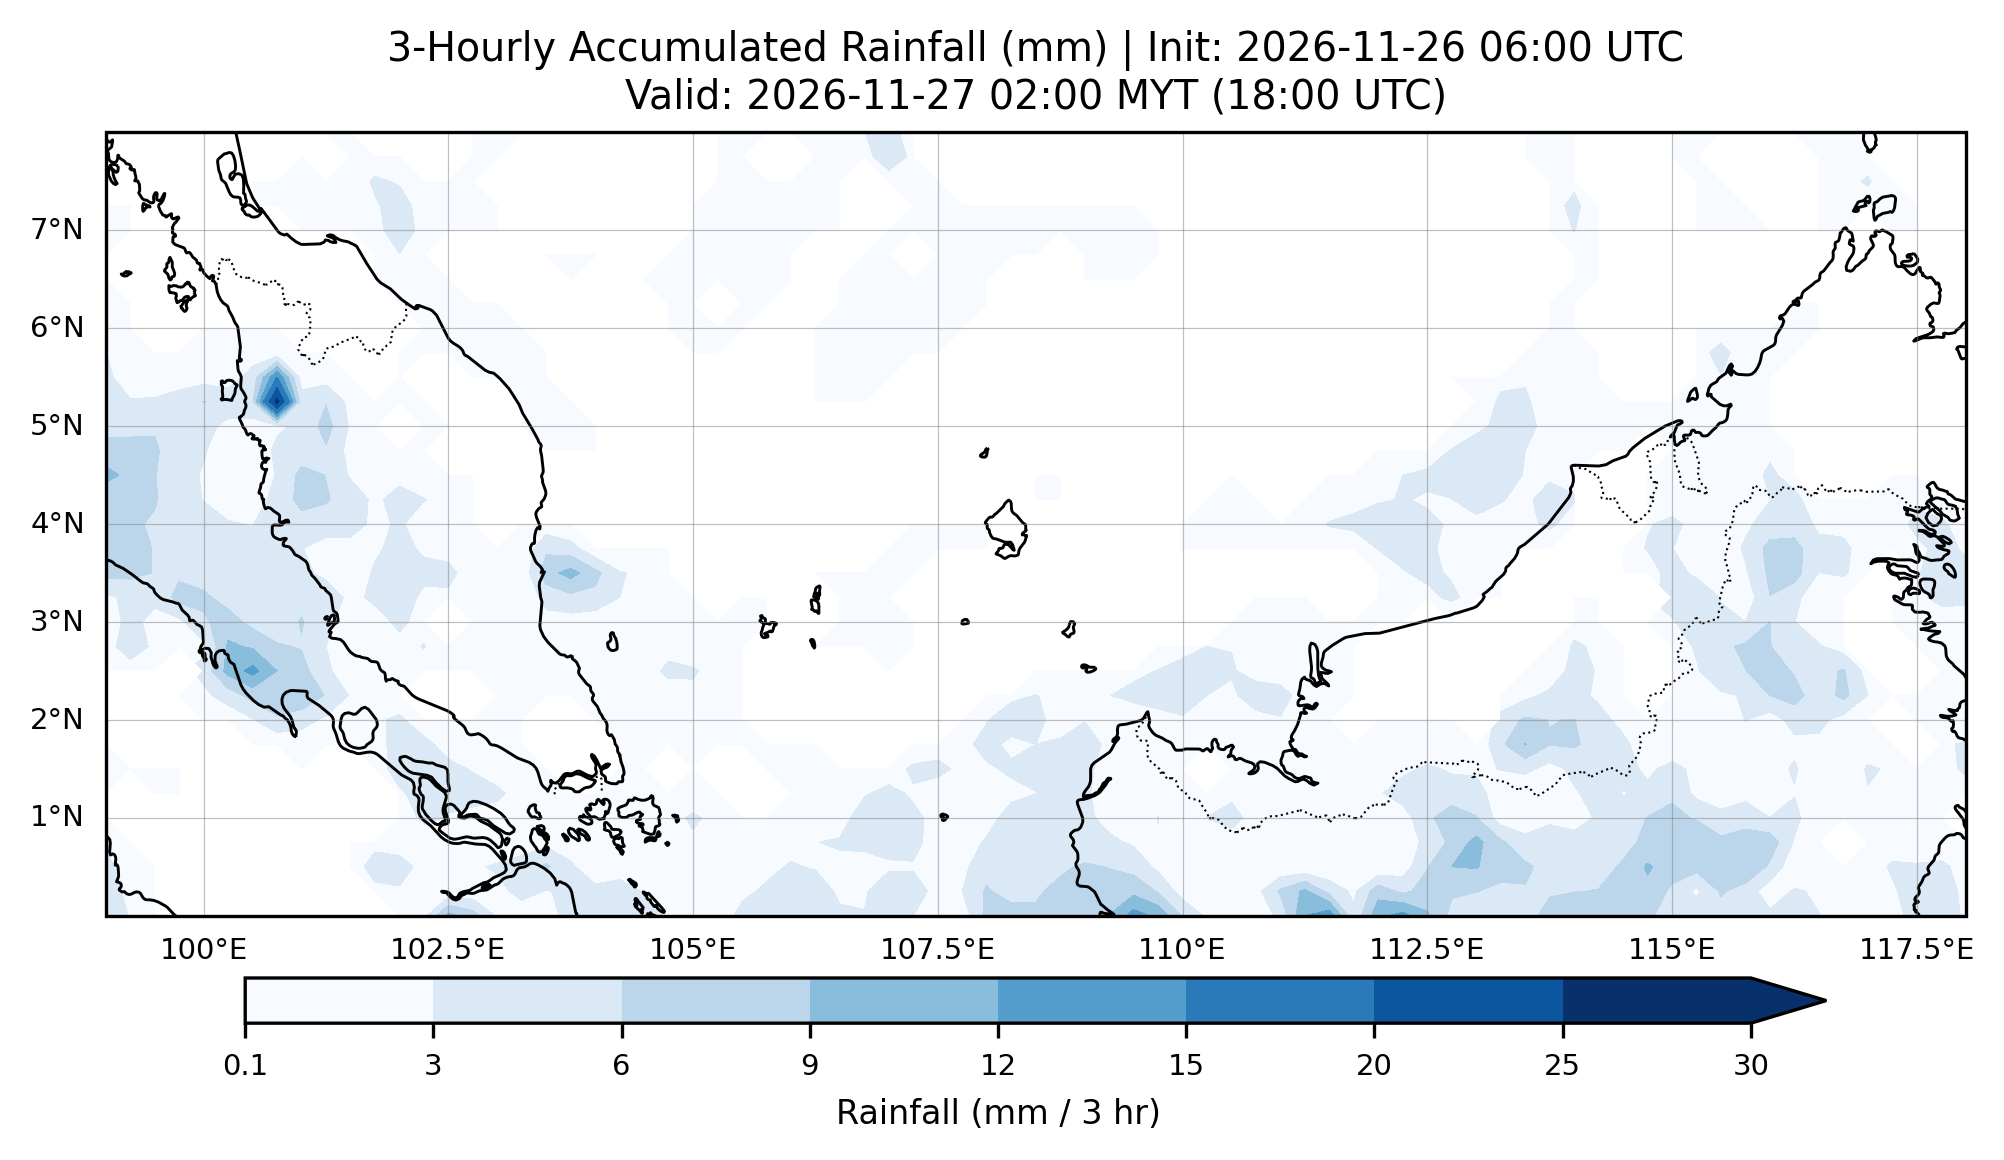 3-Hourly Accumulated Rainfall (mm) | Init: 2026-11-26 06:00 UTC
Valid: 2026-11-27 02:00 MYT (18:00 UTC)
7°N
6°N
5°N
4°N
3°N
2°N
1°N
100°E 102.5°E 105°E 107.5°E 110°E 112.5°E 115°E 117.5°E
0.1 3 6 9 12 15 20 25 30
Rainfall (mm / 3 hr)